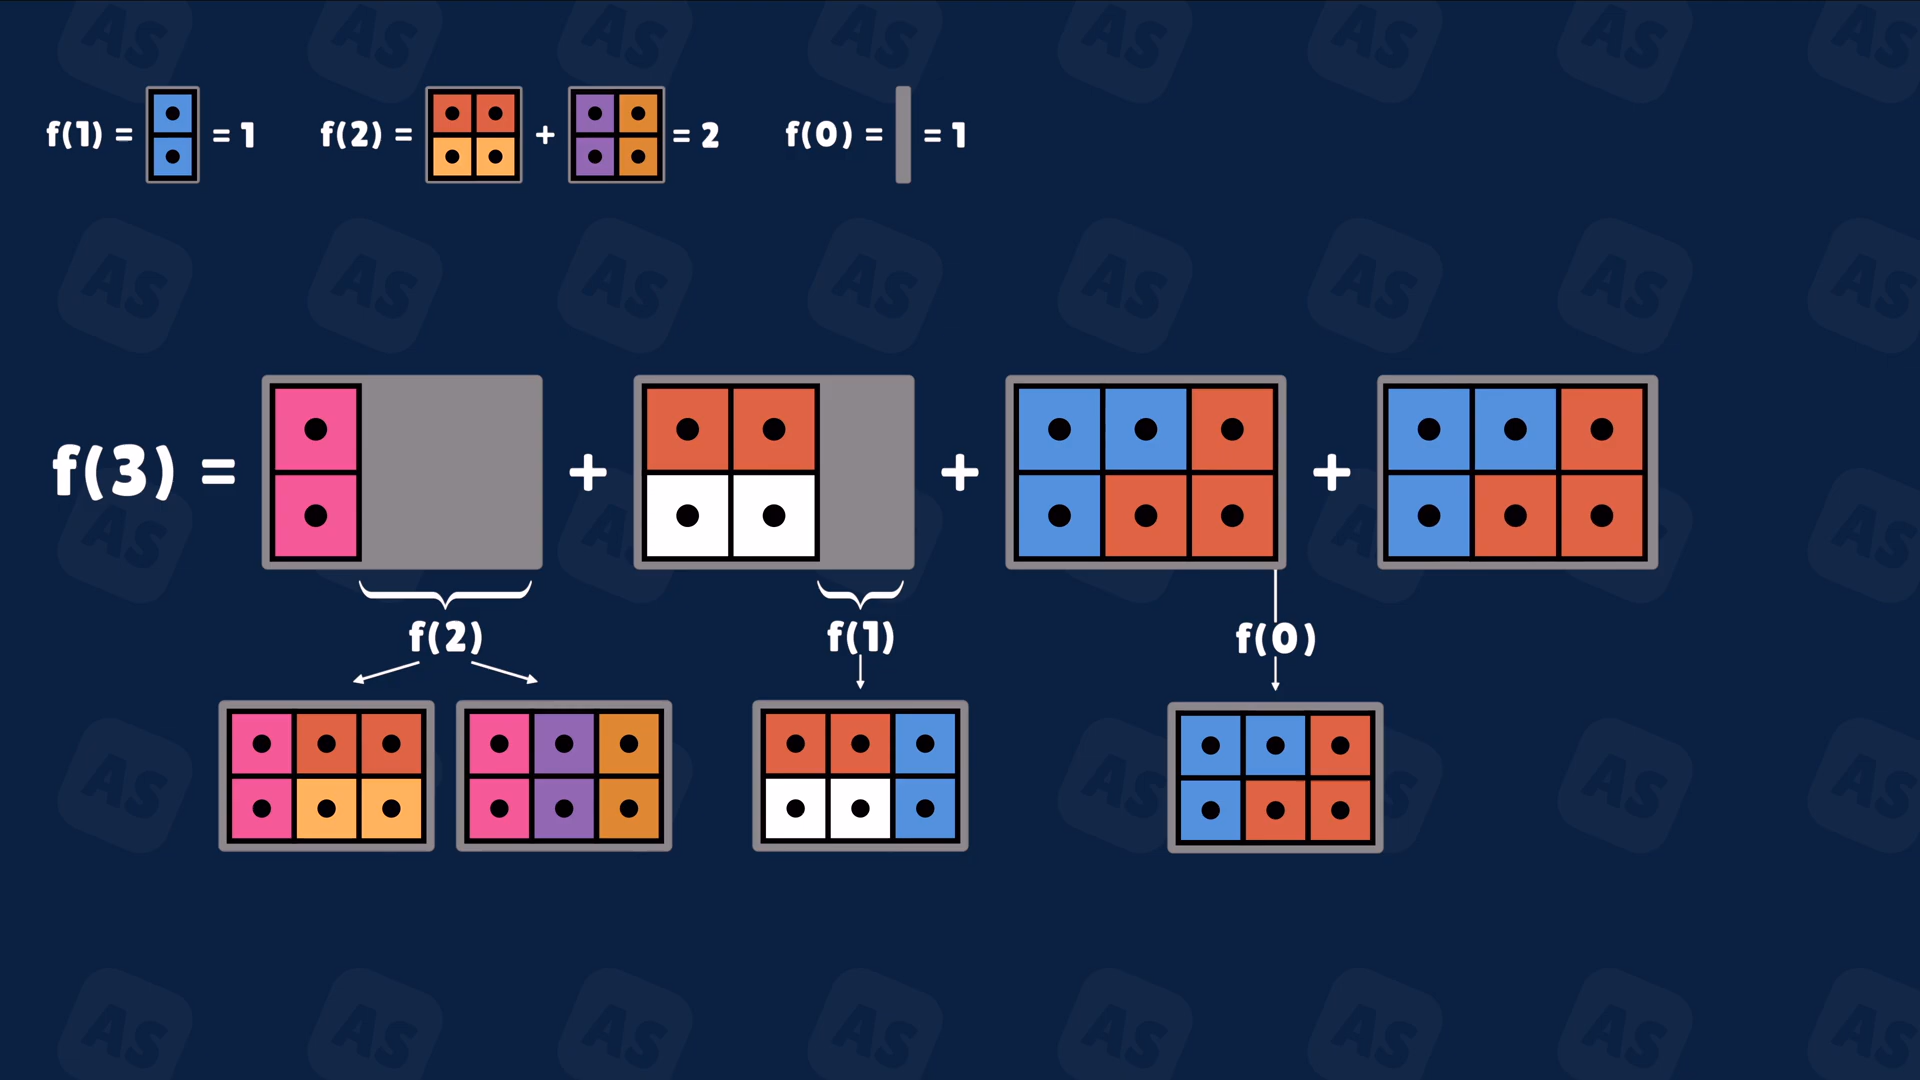 f(1) = = 1 f(2) = + = 2 f(0) = = 1
f(3) = + + +
f(2) f(1) f(0)